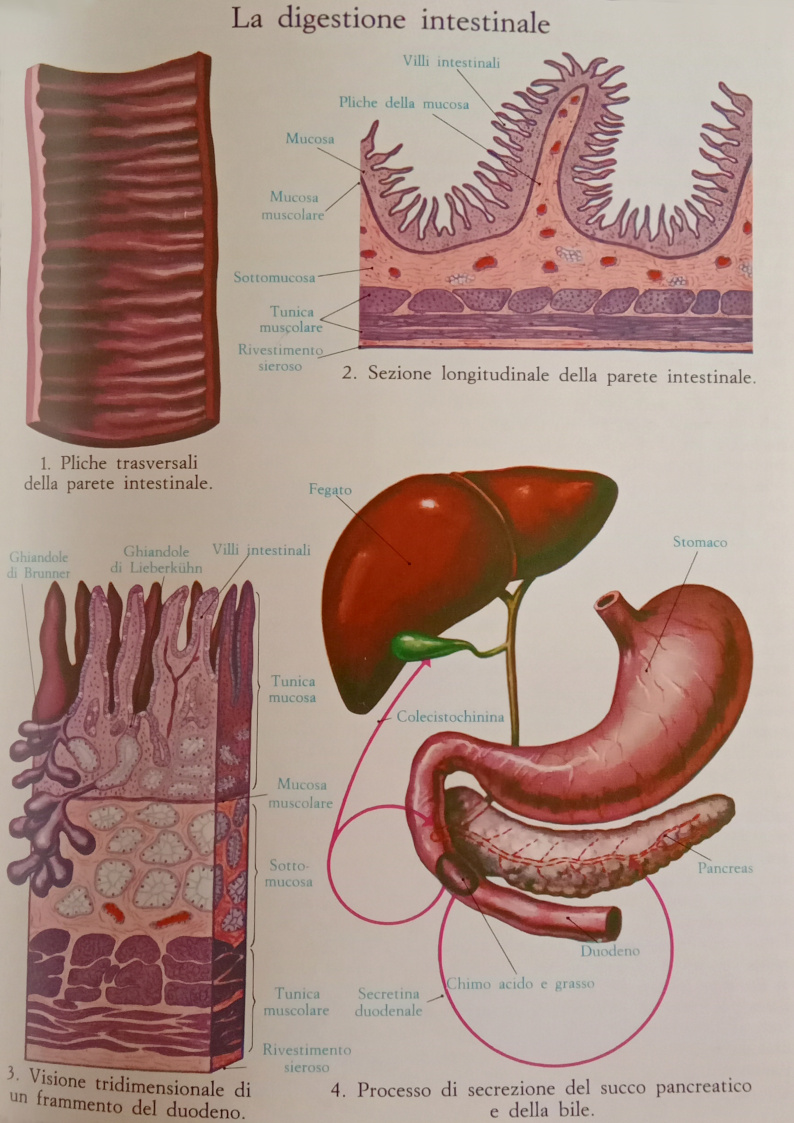 La digestione intestinale
Villi intestinali
Pliche della mucosa
Mucosa
Mucosa
muscolare
Sottomucosa
Tunica
muscolare
Rivestimento
sieroso
2. Sezione longitudinale della parete intestinale.
1. Pliche trasversali
della parete intestinale.
Ghiandole
di Brunner
Ghiandole
di Lieberkühn
Villi intestinali
Tunica
mucosa
Mucosa
muscolare
Sotto-
mucosa
Tunica
muscolare
Rivestimento
sieroso
3. Visione tridimensionale di
un frammento del duodeno.
Fegato
Stomaco
Colecistochinina
Pancreas
Duodeno
Chimo acido e grasso
Secretina
duodenale
4. Processo di secrezione del succo pancreatico
e della bile.